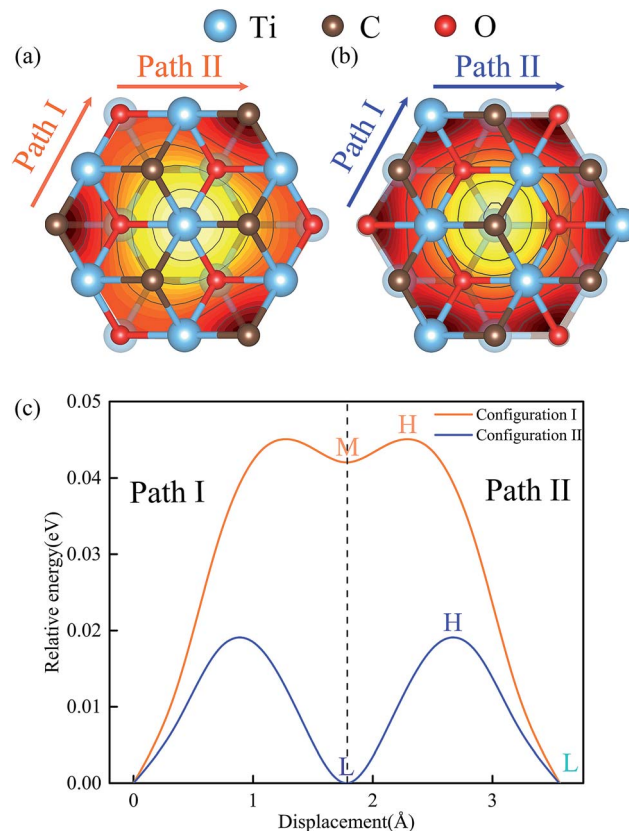 Ti C O
(a) Path II
Path I
(b) Path II
Path I
(c)
0.05
0.04
0.03
0.02
0.01
0.00
Relative energy(eV)
Configuration I
Configuration II
H
M
Path I
Path II
H
L
L
0 1 2 3
Displacement(Å)